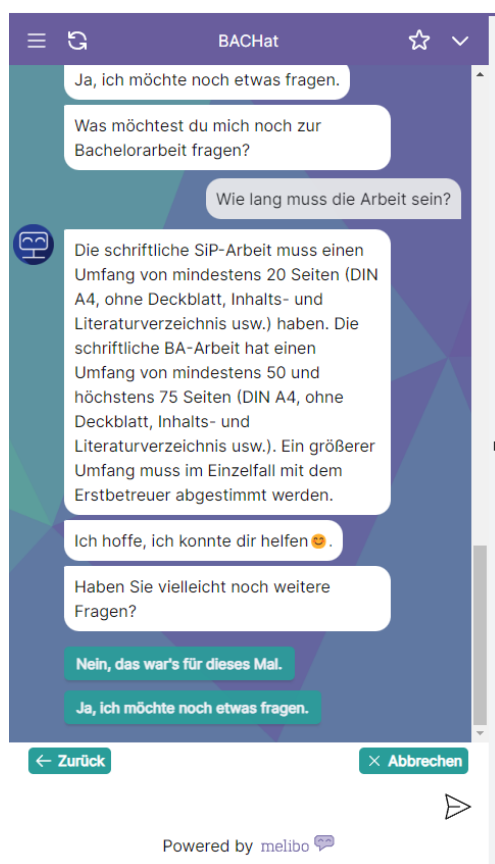 BACHat
Ja, ich möchte noch etwas fragen.
Was möchtest du mich noch zur
Bachelorarbeit fragen?
Wie lang muss die Arbeit sein?
Die schriftliche SiP-Arbeit muss einen
Umfang von mindestens 20 Seiten (DIN
A4, ohne Deckblatt, Inhalts- und
Literaturverzeichnis usw.) haben. Die
schriftliche BA-Arbeit hat einen
Umfang von mindestens 50 und
höchstens 75 Seiten (DIN A4, ohne
Deckblatt, Inhalts- und
Literaturverzeichnis usw.). Ein größerer
Umfang muss im Einzelfall mit dem
Erstbetreuer abgestimmt werden.
Ich hoffe, ich konnte dir helfen😊.
Haben Sie vielleicht noch weitere
Fragen?
Nein, das war's für dieses Mal.
Ja, ich möchte noch etwas fragen.
← Zurück
× Abbrechen
Powered by melibo